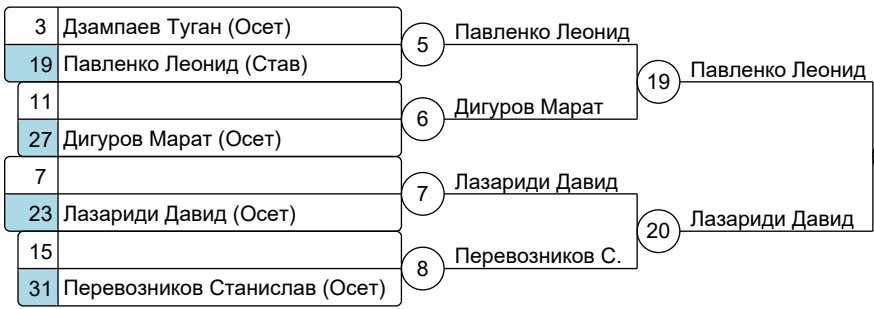 3 Дзампаев Туган (Осет)
19 Павленко Леонид (Став)
11
27 Дигуров Марат (Осет)
7
23 Лазариди Давид (Осет)
15
31 Перевозников Станислав (Осет)
5 Павленко Леонид
6 Дигуров Марат
7 Лазариди Давид
8 Перевозников С.
19 Павленко Леонид
20 Лазариди Давид